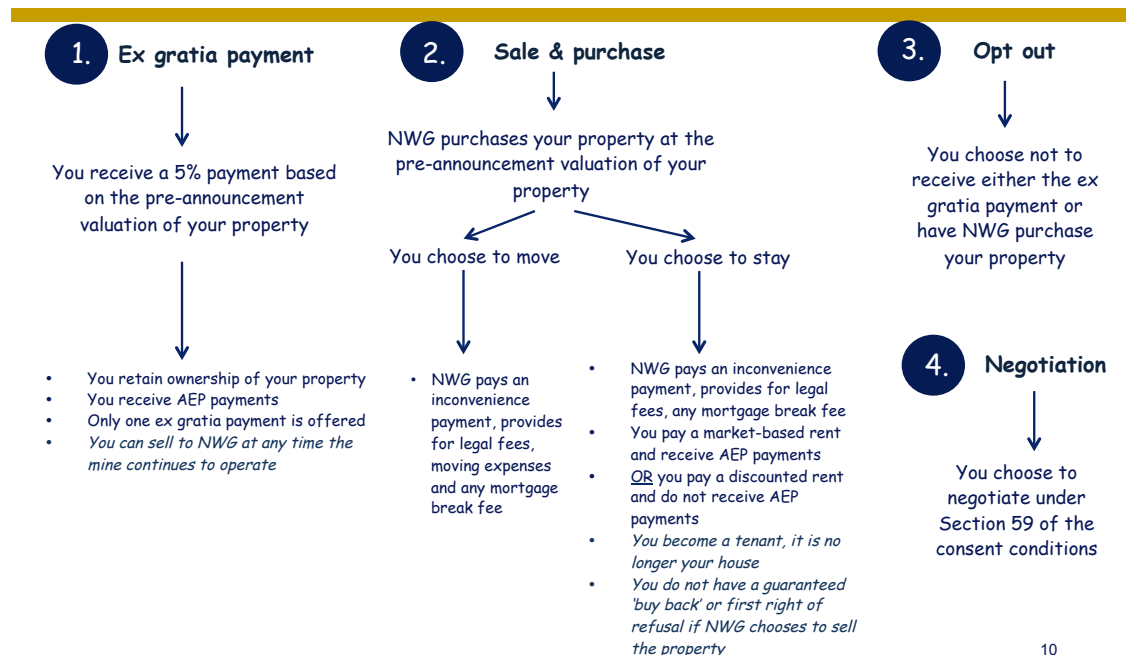 1. Ex gratia payment
You receive a 5% payment based
on the pre-announcement
valuation of your property
• You retain ownership of your property
• You receive AEP payments
• Only one ex gratia payment is offered
• You can sell to NWG at any time the
mine continues to operate
2. Sale & purchase
NWG purchases your property at the
pre-announcement valuation of your
property
You choose to move
• NWG pays an
inconvenience
payment, provides
for legal fees,
moving expenses
and any mortgage
break fee
You choose to stay
• NWG pays an inconvenience
payment, provides for legal
fees, any mortgage break fee
• You pay a market-based rent
and receive AEP payments
• OR you pay a discounted rent
and do not receive AEP
payments
• You become a tenant, it is no
longer your house
• You do not have a guaranteed
'buy back' or first right of
refusal if NWG chooses to sell
the property
3. Opt out
You choose not to
receive either the ex
gratia payment or
have NWG purchase
your property
4. Negotiation
You choose to
negotiate under
Section 59 of the
consent conditions
10